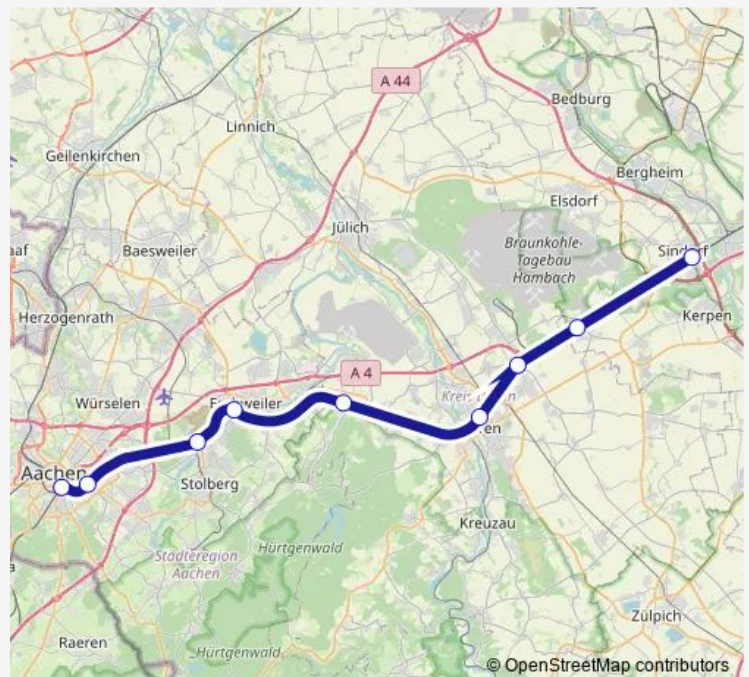 A 44
Bedburg
Linnich
Geilenkirchen
Bergheim
Elsdorf
Jülich
aaf
Baesweiler
Braunkohle-
Tagebau
Hambach
Herzogenrath
Kerpen
A 4
Würselen
Aachen
Stolberg
Kreuzau
Hürtgenwald
Städteregion
Aachen
Zülpich
Raeren
Hürtgenwald
© OpenStreetMap contributors